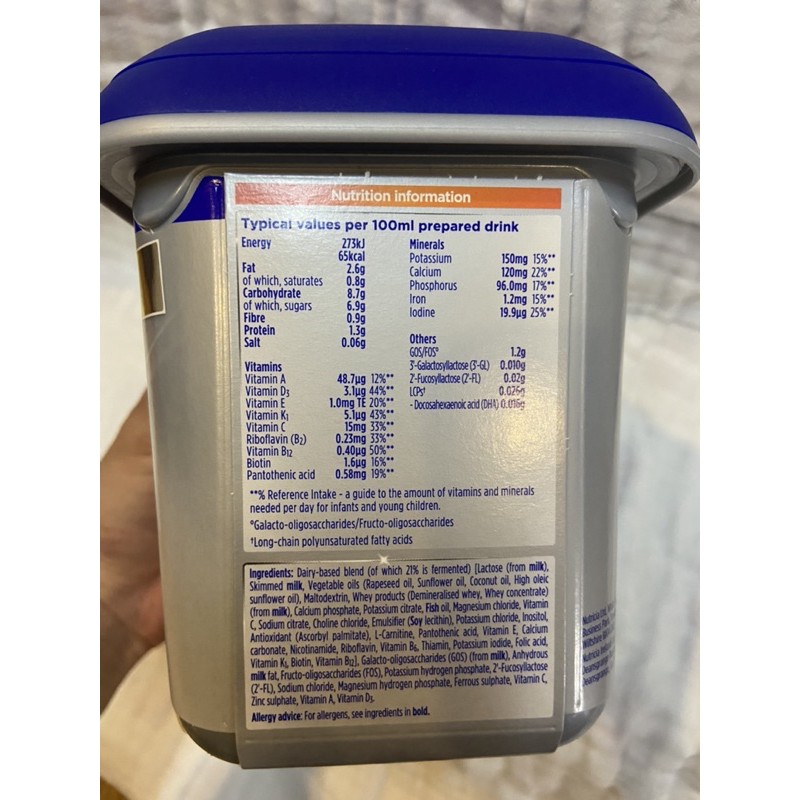 Nutrition information
Typical values per 100ml prepared drink
Energy 273kJ
65kcal
Fat 2.6g
of which, saturates 0.8g
Carbohydrate 8.7g
of which, sugars 6.9g
Fibre 0.9g
Protein 1.3g
Salt 0.06g
Vitamins
Vitamin A 48.7µg 12%**
Vitamin D₃ 3.1µg 44%**
Vitamin E 1.0mg TE 20%**
Vitamin K₁ 5.1µg 43%**
Vitamin C 15mg 33%**
Riboflavin (B₂) 0.23mg 33%**
Vitamin B₁₂ 0.40µg 50%**
Biotin 1.6µg 16%**
Pantothenic acid 0.58mg 19%**
Minerals
Potassium 150mg 15%**
Calcium 120mg 22%**
Phosphorus 96.0mg 17%**
Iron 1.2mg 15%**
Iodine 19.9µg 25%**
Others
GOS/FOS° 1.2g
3'-Galactosyllactose (3'-GL) 0.010g
2'-Fucosyllactose (2'-FL) 0.02g
LCPs† 0.026g
- Docosahexaenoic acid (DHA) 0.016g
**% Reference Intake - a guide to the amount of vitamins and minerals
needed per day for infants and young children.
°Galacto-oligosaccharides/Fructo-oligosaccharides
†Long-chain polyunsaturated fatty acids
Ingredients: Dairy-based blend (of which 21% is fermented) [Lactose (from milk),
Skimmed milk, Vegetable oils (Rapeseed oil, Sunflower oil, Coconut oil, High oleic
sunflower oil), Maltodextrin, Whey products (Demineralised whey, Whey concentrate)
(from milk), Calcium phosphate, Potassium citrate, Fish oil, Magnesium chloride, Vitamin
C, Sodium citrate, Choline chloride, Emulsifier (Soy lecithin), Potassium chloride, Inositol,
Antioxidant (Ascorbyl palmitate), L-Carnitine, Pantothenic acid, Vitamin E, Calcium
carbonate, Nicotinamide, Riboflavin, Vitamin B₆, Thiamin, Potassium iodide, Folic acid,
Vitamin K₁, Biotin, Vitamin B₁₂], Galacto-oligosaccharides (GOS) (from milk), Anhydrous
milk fat, Fructo-oligosaccharides (FOS), Potassium hydrogen phosphate, 2'-Fucosyllactose
(2'-FL), Sodium chloride, Magnesium hydrogen phosphate, Ferrous sulphate, Vitamin C,
Zinc sulphate, Vitamin A, Vitamin D₃.
Allergy advice: For allergens, see ingredients in bold.
Nutricia
Business
Wiltshire
Nutricia